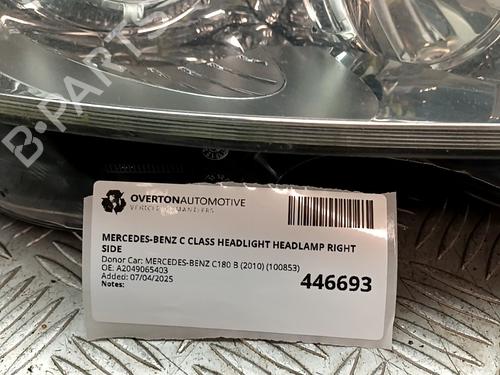 B-PARTS
OVERTONAUTOMOTIVE
VEHICLE DISMANTLERS
MERCEDES-BENZ C CLASS HEADLIGHT HEADLAMP RIGHT
SIDE
Donor Car: MERCEDES-BENZ C180 B (2010) (100853)
OE: A2049065403
Added: 07/04/2025
Notes:
446693